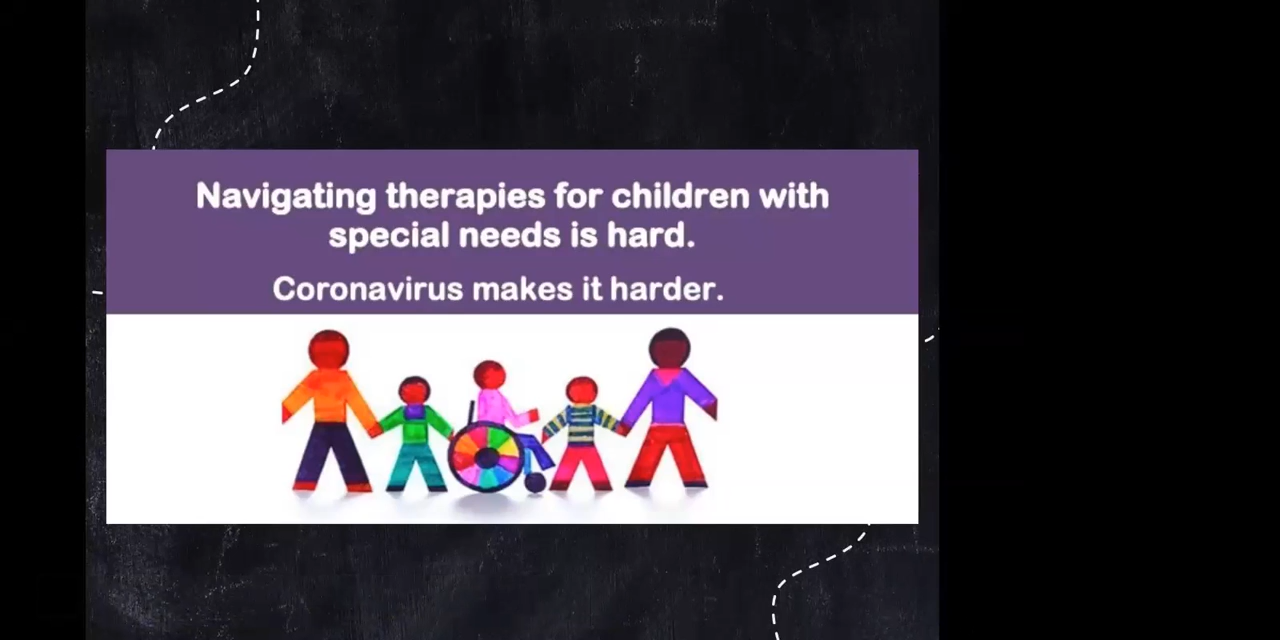 Navigating therapies for children with
special needs is hard.
Coronavirus makes it harder.